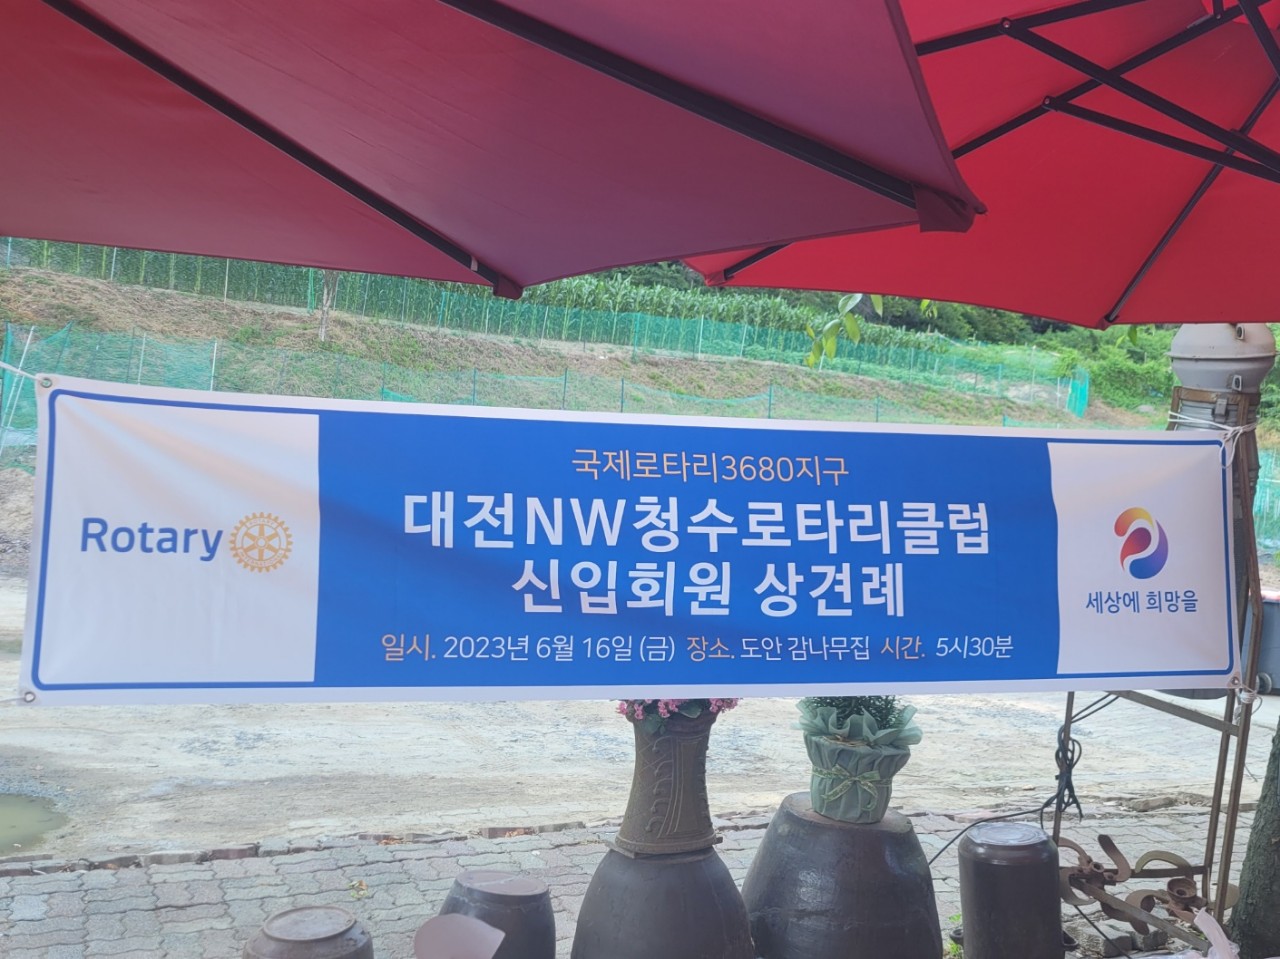 Rotary
국제로타리3680지구
대전NW청수로타리클럽
신입회원 상견례
일시. 2023년 6월 16일 (금) 장소. 도안 감나무집 시간. 5시30분
세상에 희망을